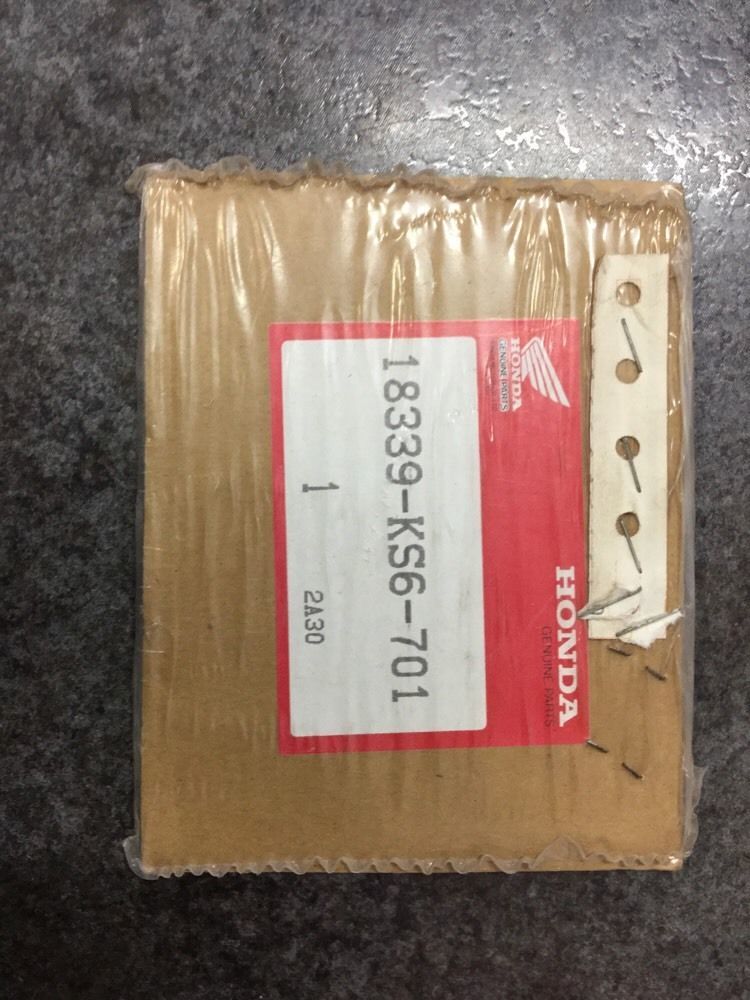 HONDA
GENUINE PARTS
HONDA
GENUINE PARTS
18339-KS6-701
1 2A30